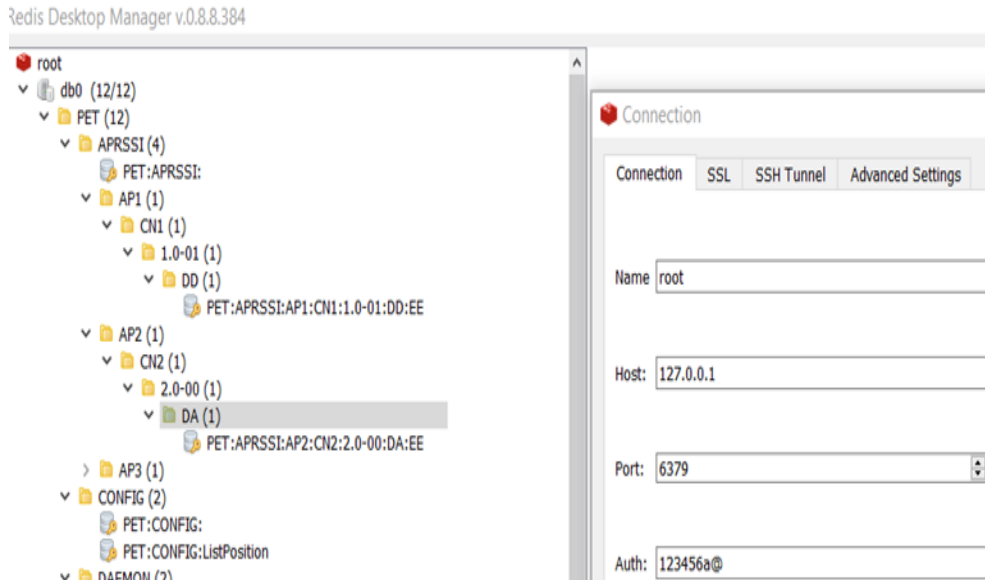 Redis Desktop Manager v.0.8.8.384
root
db0 (12/12)
PET (12)
APRSSI (4)
PET:APRSSI:
AP1 (1)
CN1 (1)
1.0-01 (1)
DD (1)
PET:APRSSI:AP1:CN1:1.0-01:DD:EE
AP2 (1)
CN2 (1)
2.0-00 (1)
DA (1)
PET:APRSSI:AP2:CN2:2.0-00:DA:EE
AP3 (1)
CONFIG (2)
PET:CONFIG:
PET:CONFIG:ListPosition
DAEMON (2)
Connection
Connection SSL SSH Tunnel Advanced Settings
Name root
Host: 127.0.0.1
Port: 6379
Auth: 123456a@